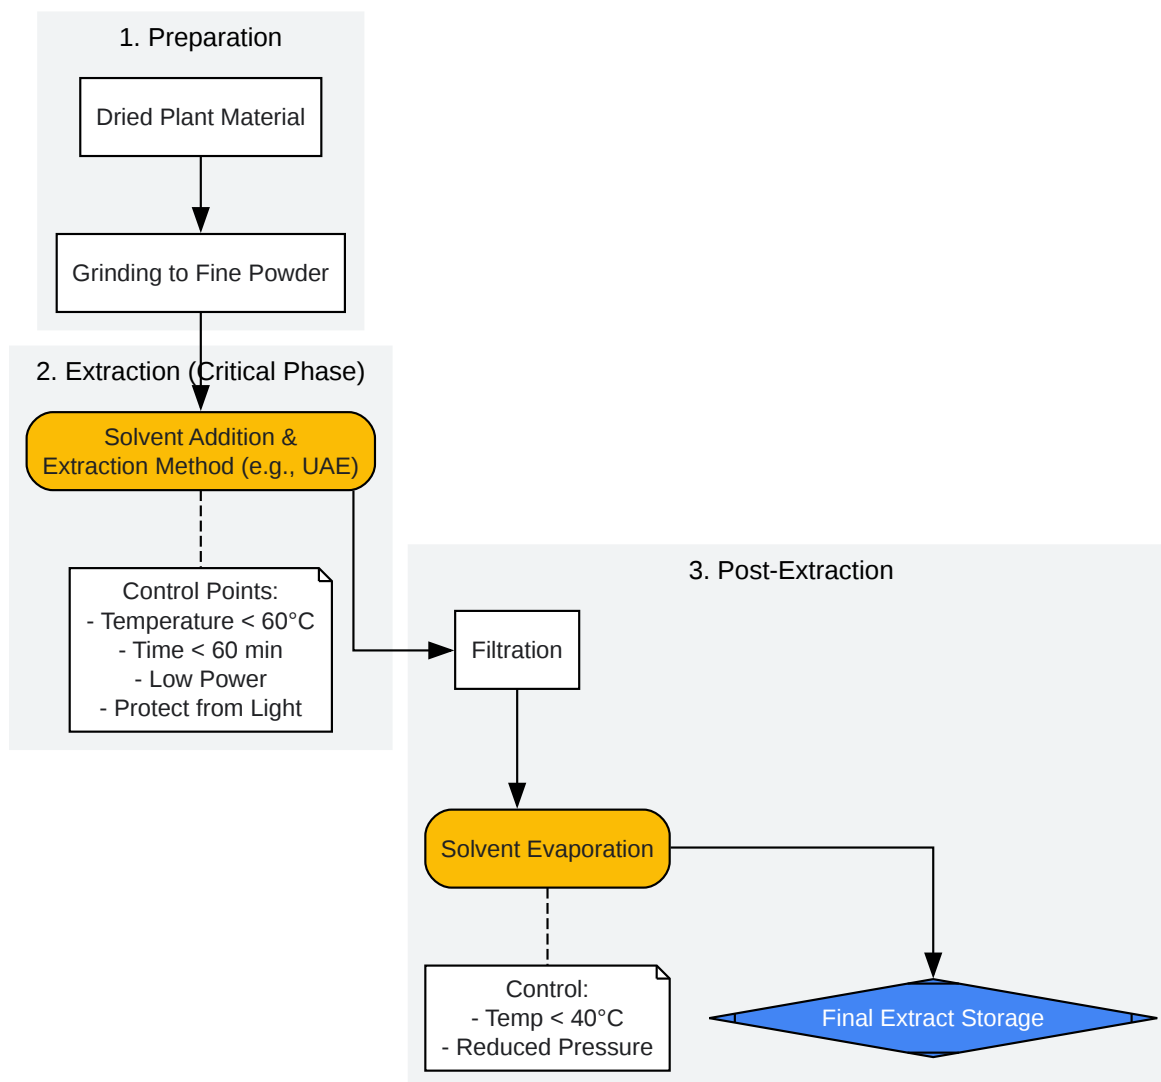 1. Preparation
Dried Plant Material
Grinding to Fine Powder
2. Extraction (Critical Phase)
Solvent Addition &
Extraction Method (e.g., UAE)
Control Points:
- Temperature < 60°C
- Time < 60 min
- Low Power
- Protect from Light
3. Post-Extraction
Filtration
Solvent Evaporation
Control:
- Temp < 40°C
- Reduced Pressure
Final Extract Storage